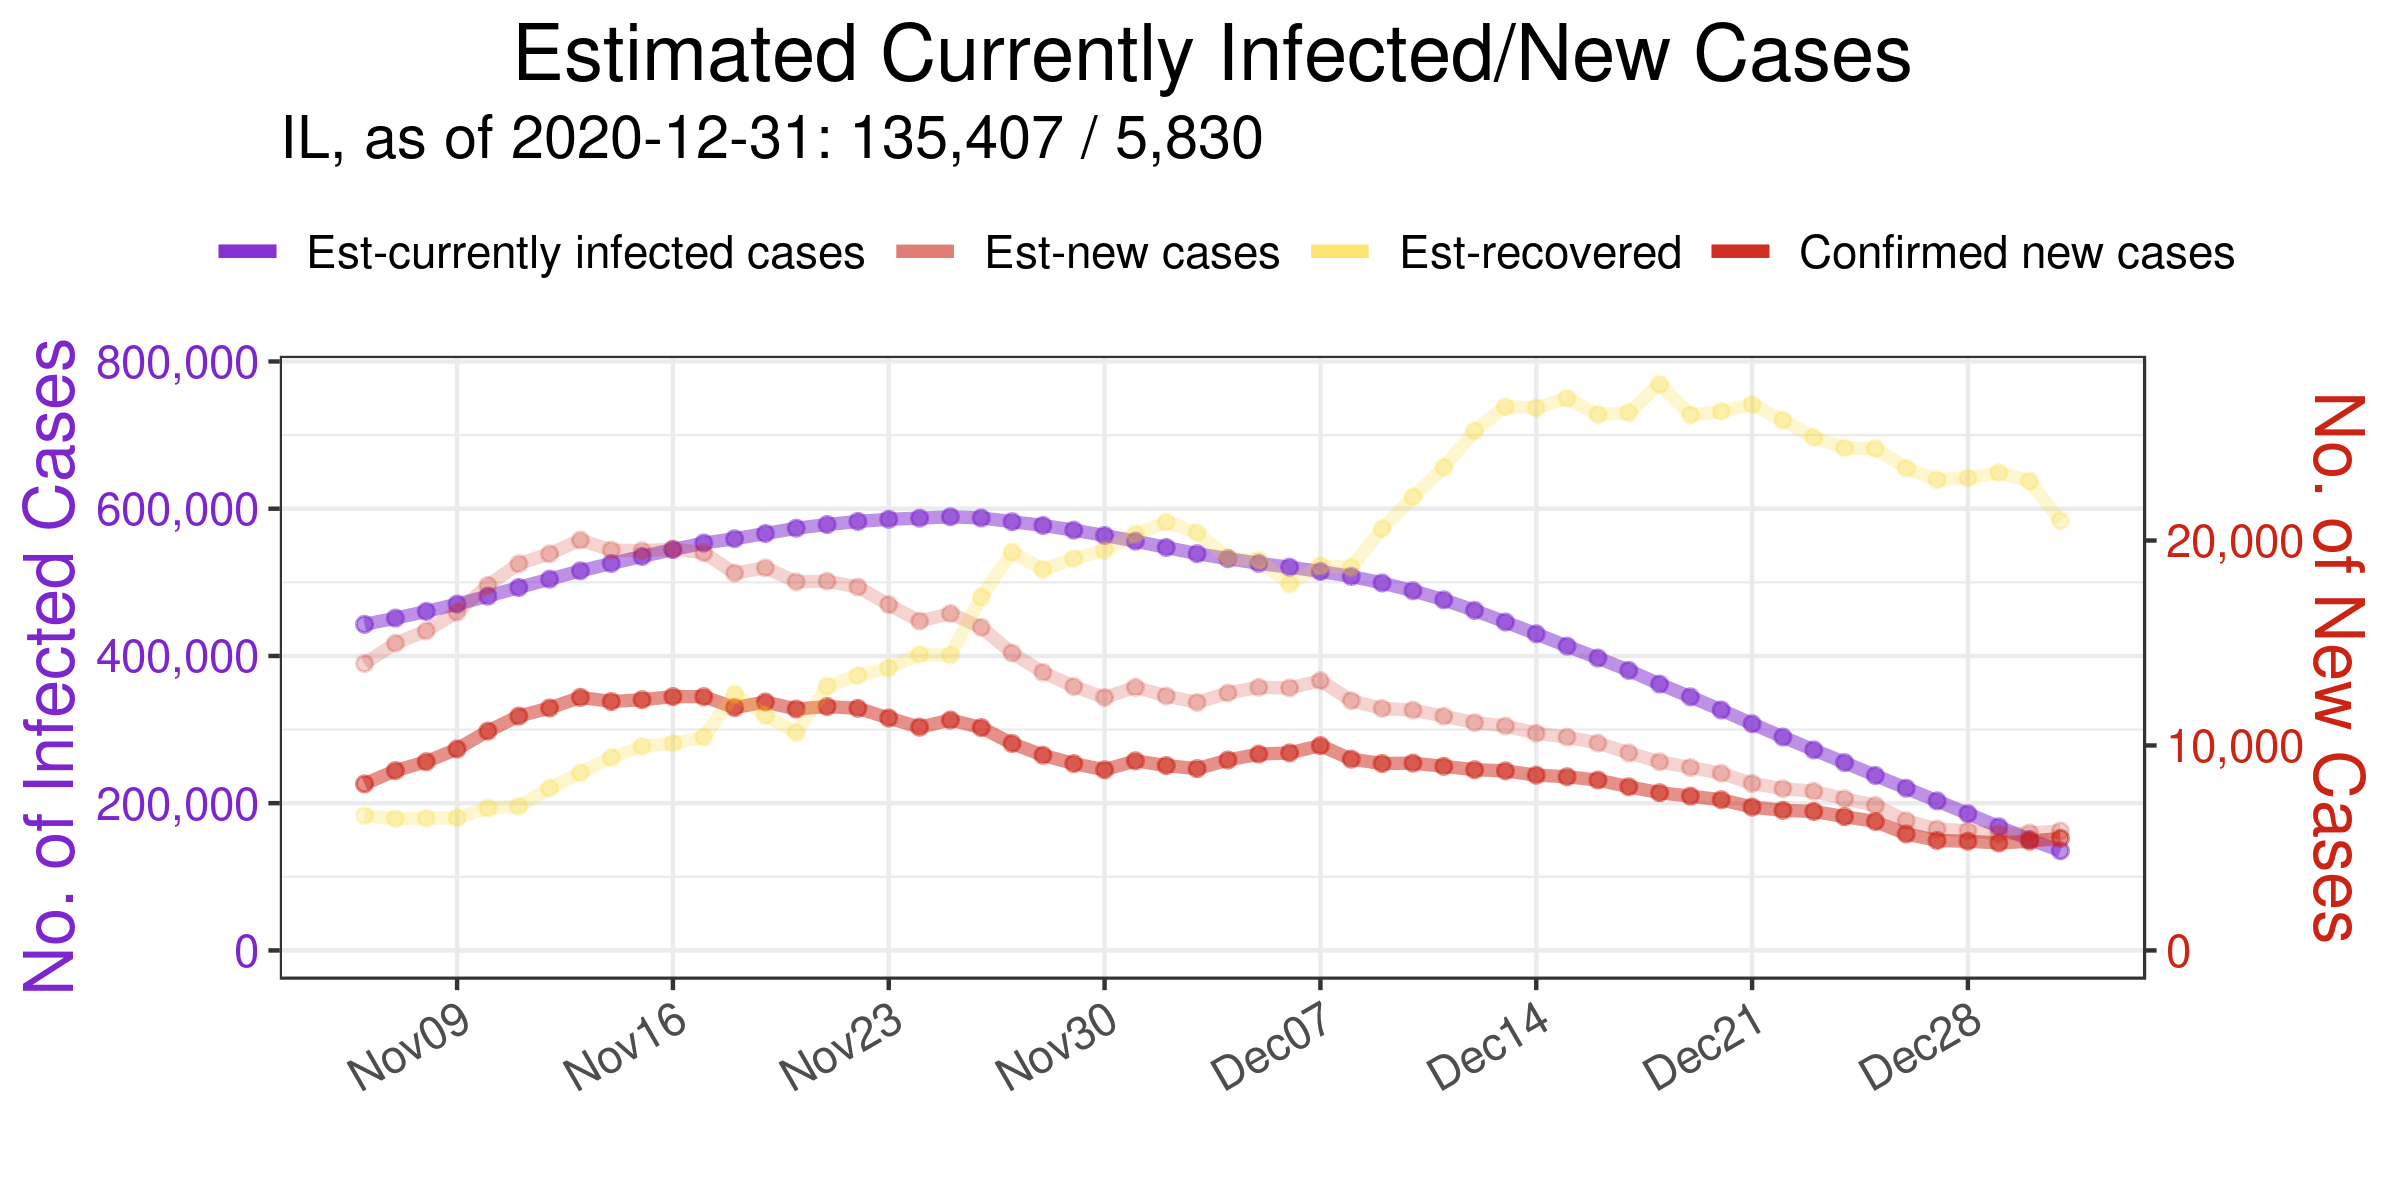 Estimated Currently Infected/New Cases
IL, as of 2020-12-31: 135,407 / 5,830
Est-currently infected cases Est-new cases Est-recovered Confirmed new cases
No. of Infected Cases
800,000
600,000
400,000
200,000
0
20,000
10,000
0
No. of New Cases
Nov09 Nov16 Nov23 Nov30 Dec07 Dec14 Dec21 Dec28